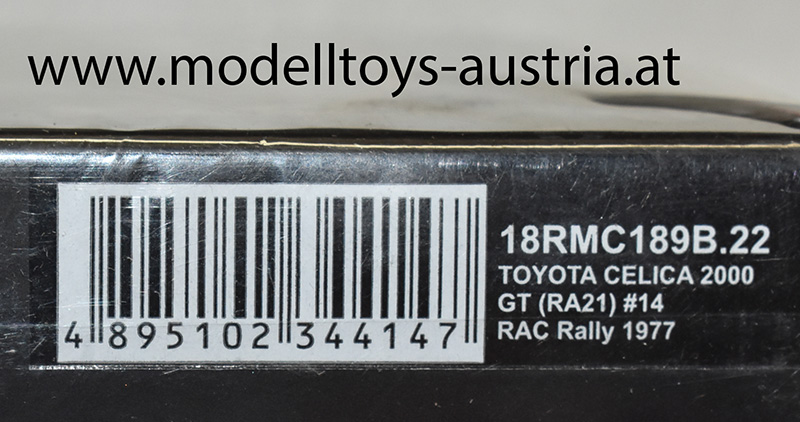 www.modelltoys-austria.at
18RMC189B.22
TOYOTA CELICA 2000
GT (RA21) #14
RAC Rally 1977
4 895102 344147